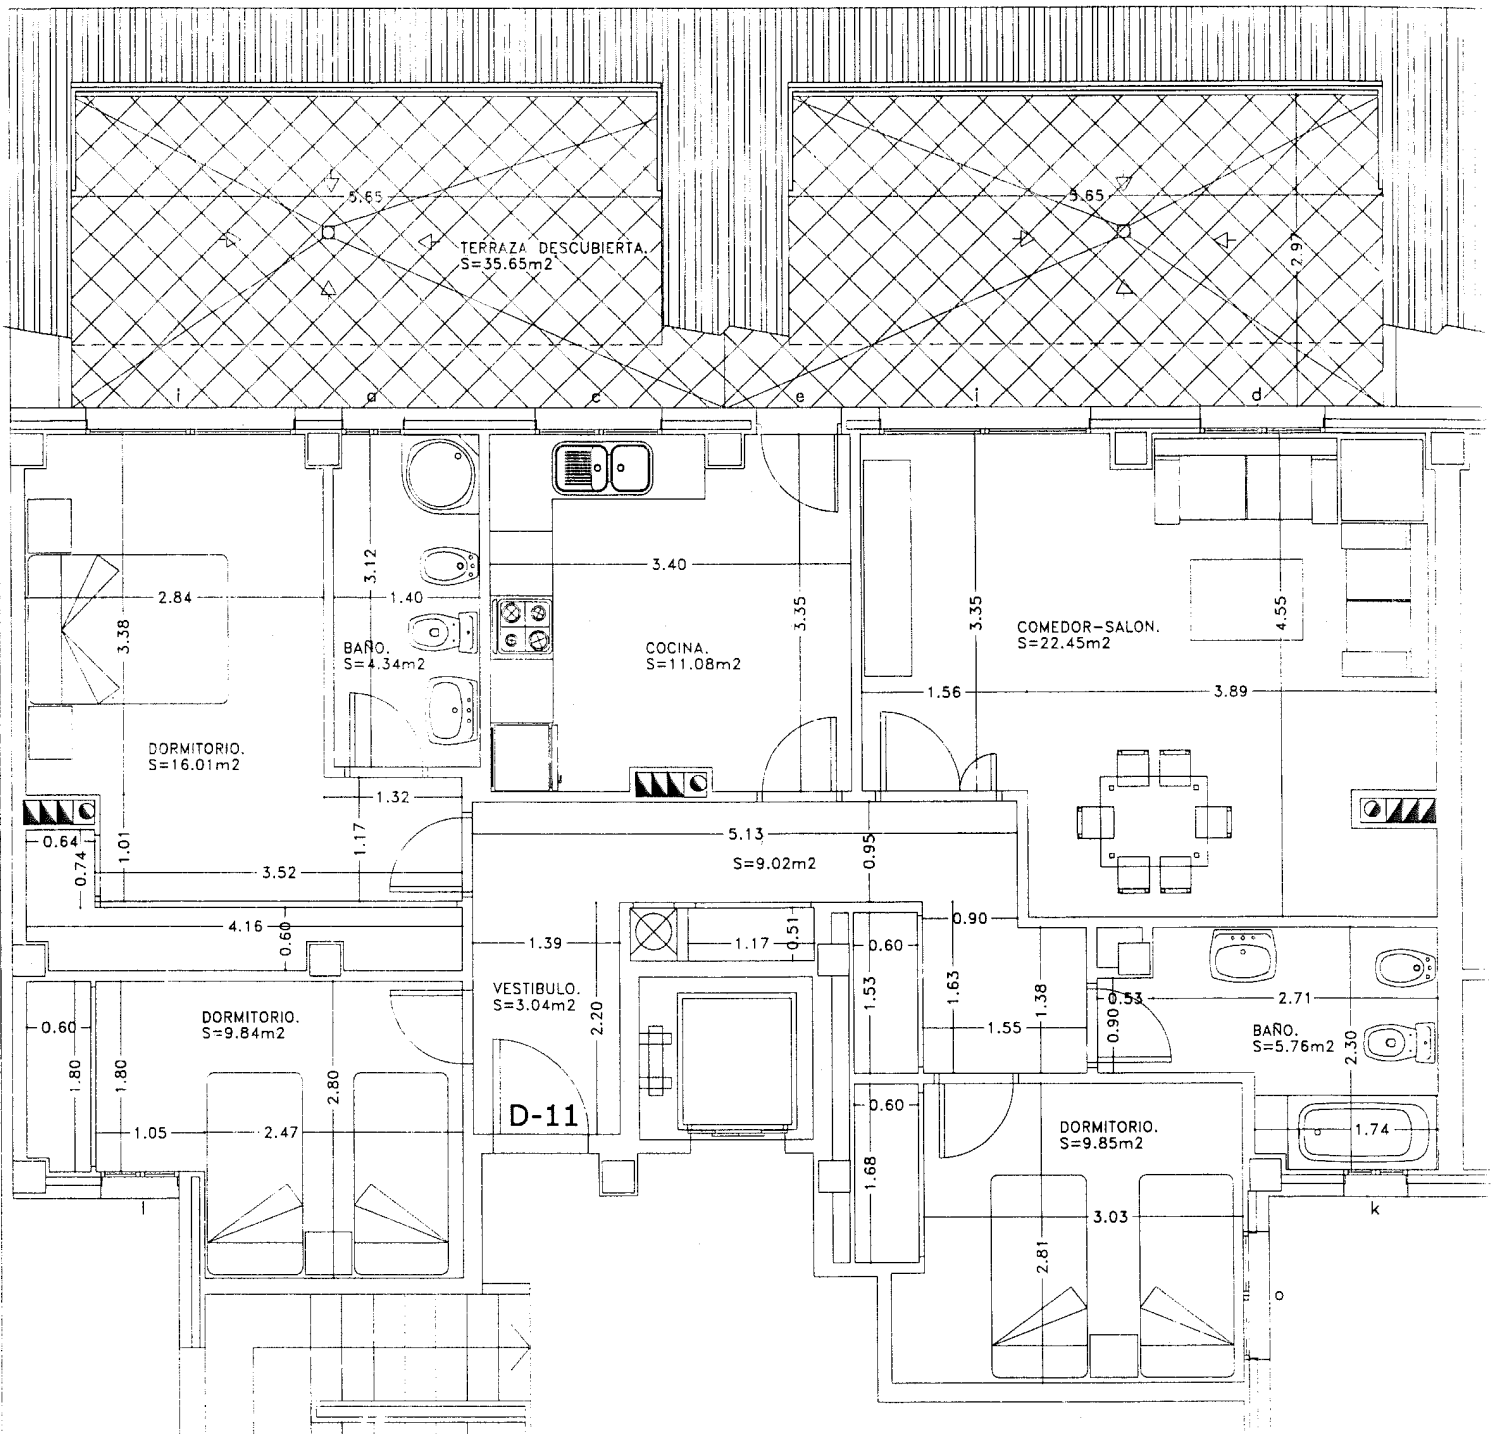 5.65
5.65
TERRAZA DESCUBIERTA.
S=35.65m2
2.97
i
a
c
e
i
d
3.38
2.84
3.12
1.40
BAÑO.
S=4.34m2
3.40
COCINA.
S=11.08m2
3.35
3.35
4.55
COMEDOR-SALON.
S=22.45m2
1.56
3.89
DORMITORIO.
S=16.01m2
1.32
1.17
0.64
0.74
1.01
3.52
5.13
S=9.02m2
0.95
4.16
0.60
1.39
1.17
0.51
0.60
0.90
VESTIBULO.
S=3.04m2
2.20
1.53
1.63
1.38
1.55
0.53
0.90
2.71
BAÑO.
S=5.76m2
2.30
DORMITORIO.
S=9.84m2
0.60
1.80
1.80
2.80
1.05
2.47
D-11
0.60
1.68
DORMITORIO.
S=9.85m2
1.74
3.03
2.81
l
k
o